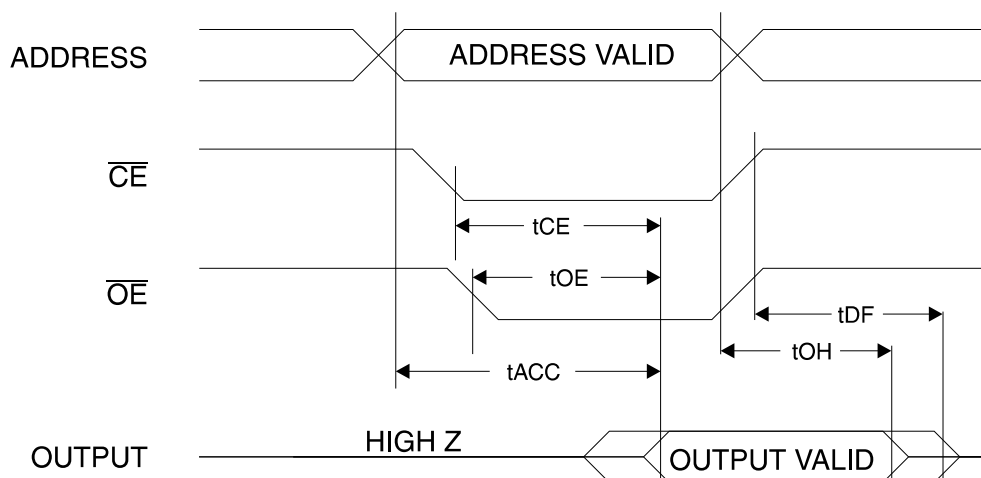 ADDRESS
ADDRESS VALID
CE
tCE
OE
tOE
tDF
tOH
tACC
HIGH Z
OUTPUT
OUTPUT VALID